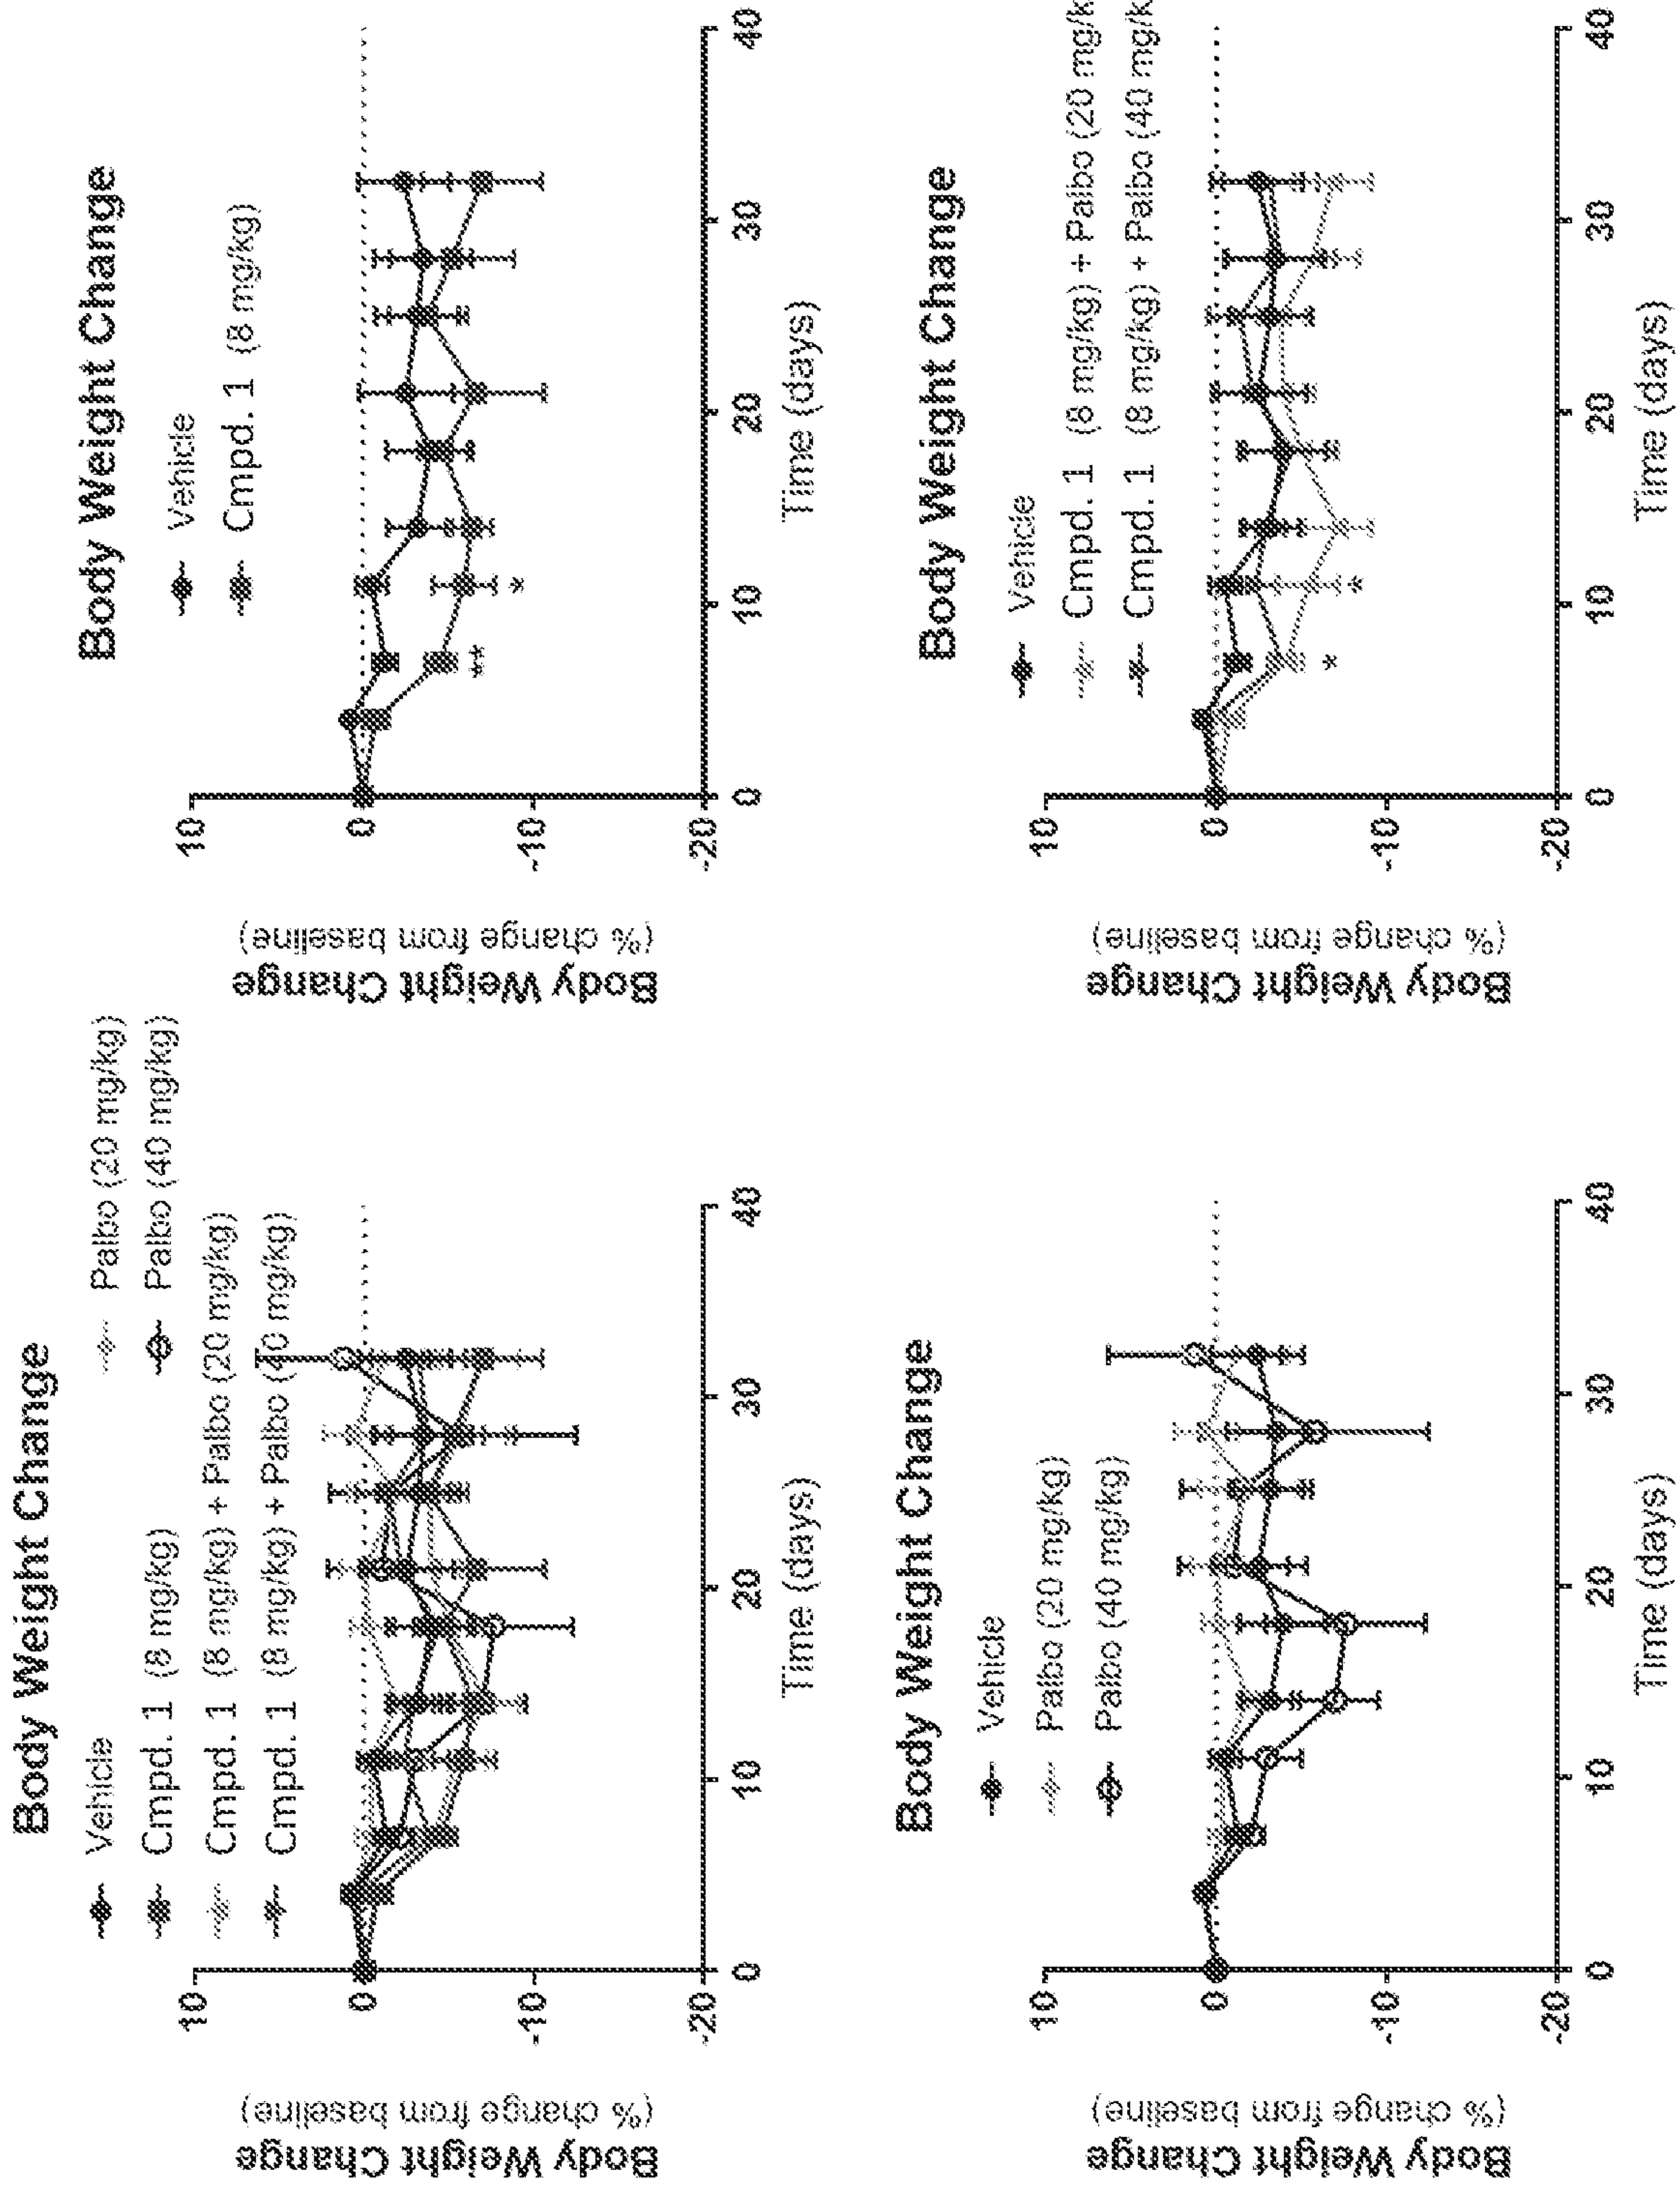 Body Weight Change
Vehicle
Cmpd. 1 (8 mg/kg)
Cmpd. 1 (8 mg/kg) + Palbo (20 mg/kg)
Cmpd. 1 (8 mg/kg) + Palbo (40 mg/kg)
Palbo (20 mg/kg)
Palbo (40 mg/kg)
Body Weight Change
(% change from baseline)
10
0
-10
-20
0 10 20 30 40
Time (days)
Body Weight Change
Vehicle
Cmpd. 1 (8 mg/kg)
Body Weight Change
(% change from baseline)
10
0
-10
-20
** *
0 10 20 30 40
Time (days)
Body Weight Change
Vehicle
Palbo (20 mg/kg)
Palbo (40 mg/kg)
Body Weight Change
(% change from baseline)
10
0
-10
-20
0 10 20 30 40
Time (days)
Body Weight Change
Vehicle
Cmpd. 1 (8 mg/kg) + Palbo (20 mg/k
Cmpd. 1 (8 mg/kg) + Palbo (40 mg/k
Body Weight Change
(% change from baseline)
10
0
-10
-20
* *
0 10 20 30 40
Time (days)